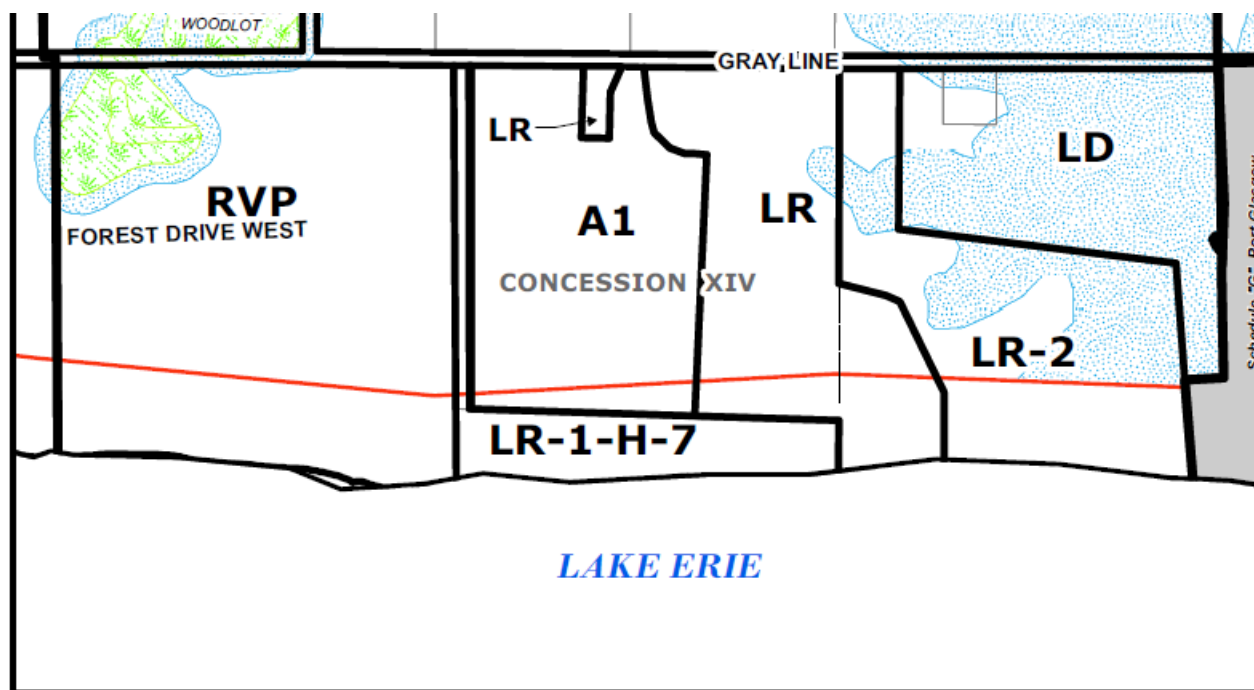 WOODLOT
GRAY LINE
LR
RVP
FOREST DRIVE WEST
A1
LR
LD
CONCESSION XIV
LR-2
LR-1-H-7
LAKE ERIE